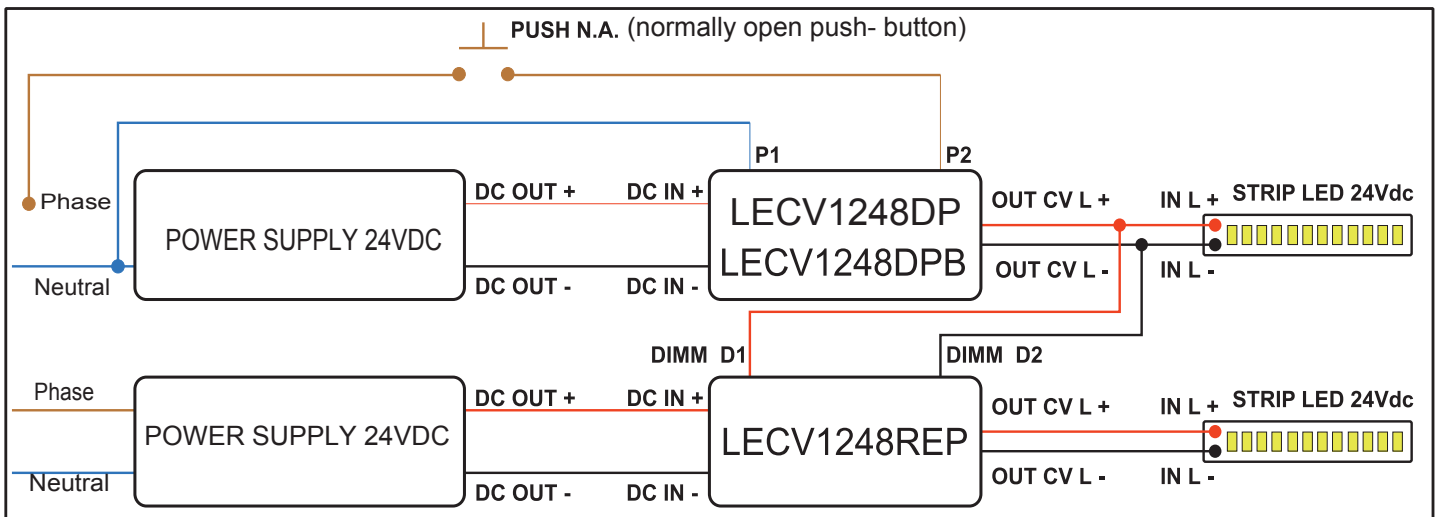 PUSH N.A. (normally open push- button)
P1
P2
Phase
DC OUT +
DC IN +
OUT CV L +
IN L +
STRIP LED 24Vdc
POWER SUPPLY 24VDC
LECV1248DP
LECV1248DPB
Neutral
DC OUT -
DC IN -
OUT CV L -
IN L -
DIMM D1
DIMM D2
Phase
DC OUT +
DC IN +
OUT CV L +
IN L +
STRIP LED 24Vdc
POWER SUPPLY 24VDC
LECV1248REP
Neutral
DC OUT -
DC IN -
OUT CV L -
IN L -